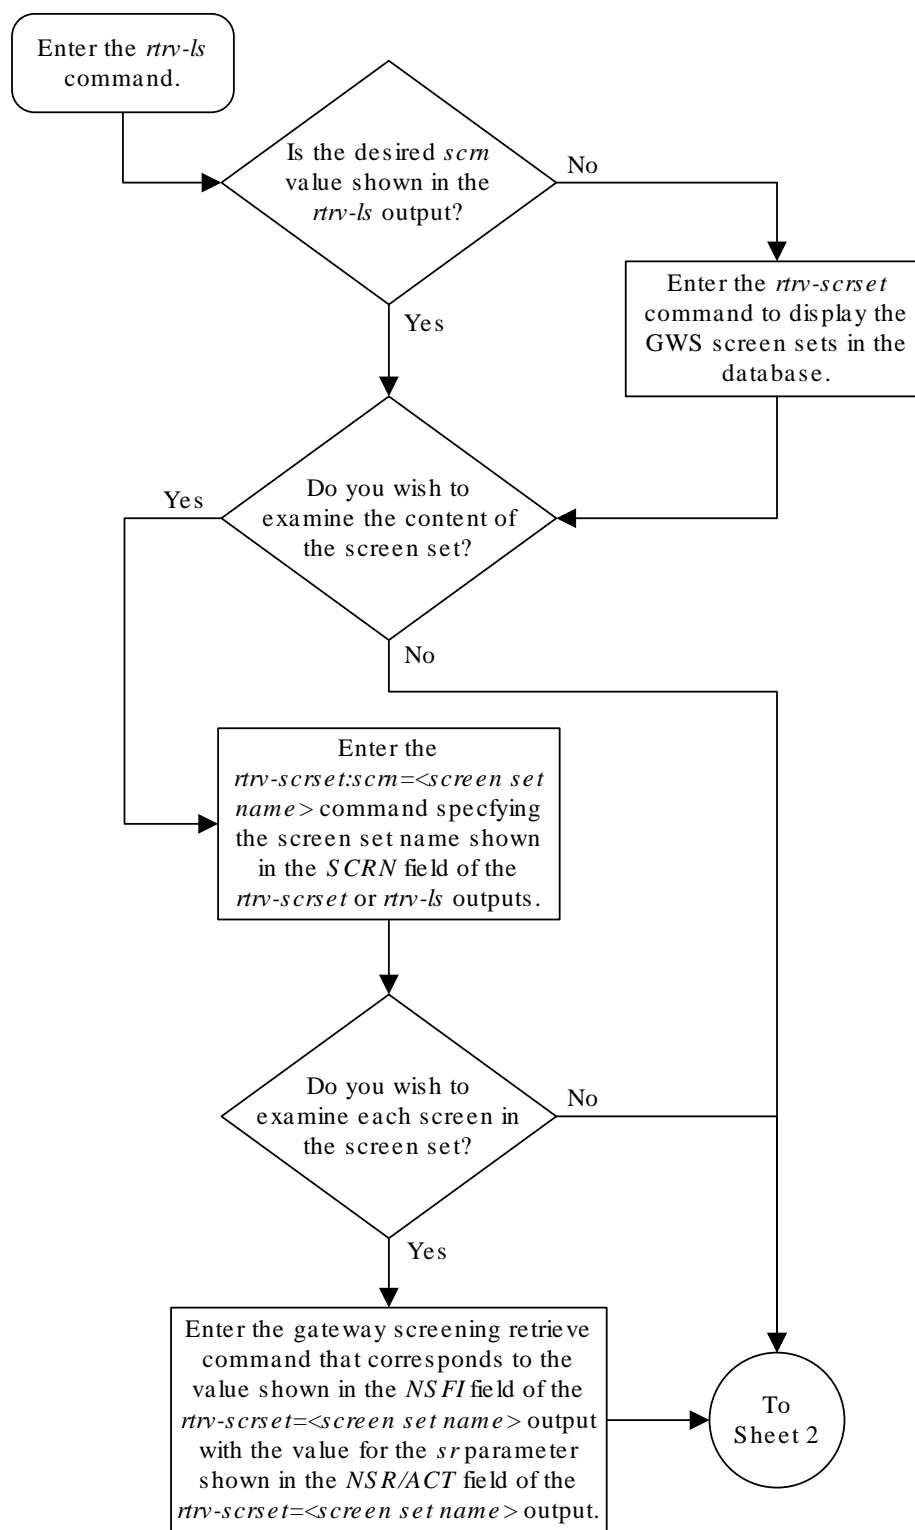 Enter the rtrv-ls
command.
Is the desired scrn
value shown in the
rtrv-ls output?
No
Yes
Enter the rtrv-scrset
command to display the
GWS screen sets in the
database.
Do you wish to
examine the content of
the screen set?
Yes
No
Enter the
rtrv-scrset:scrn=<screen set
name> command specfying
the screen set name shown
in the SCRN field of the
rtrv-scrset or rtrv-ls outputs.
Do you wish to
examine each screen in
the screen set?
No
Yes
Enter the gateway screening retrieve
command that corresponds to the
value shown in the NSFI field of the
rtrv-scrset=<screen set name> output
with the value for the sr parameter
shown in the NSR/ACT field of the
rtrv-scrset=<screen set name> output.
To
Sheet 2